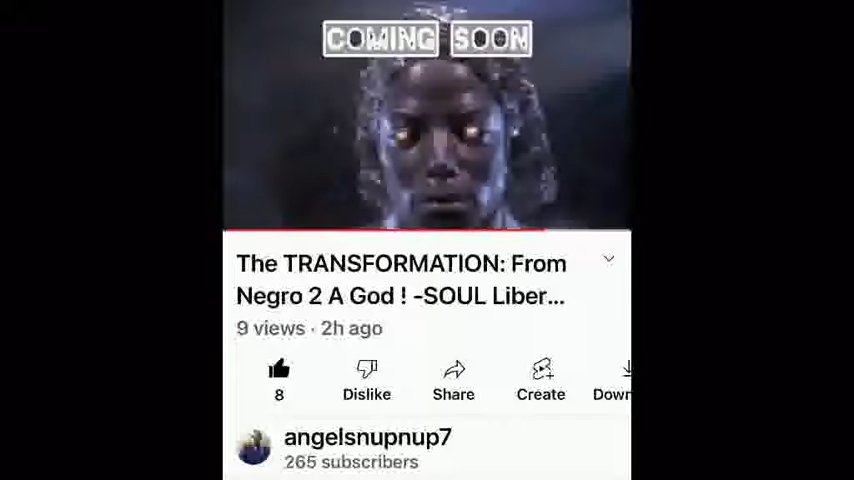 COMING SOON
The TRANSFORMATION: From
Negro 2 A God ! -SOUL Liber...
9 views · 2h ago
8
Dislike
Share
Create
Down
angelsnupnup7
265 subscribers